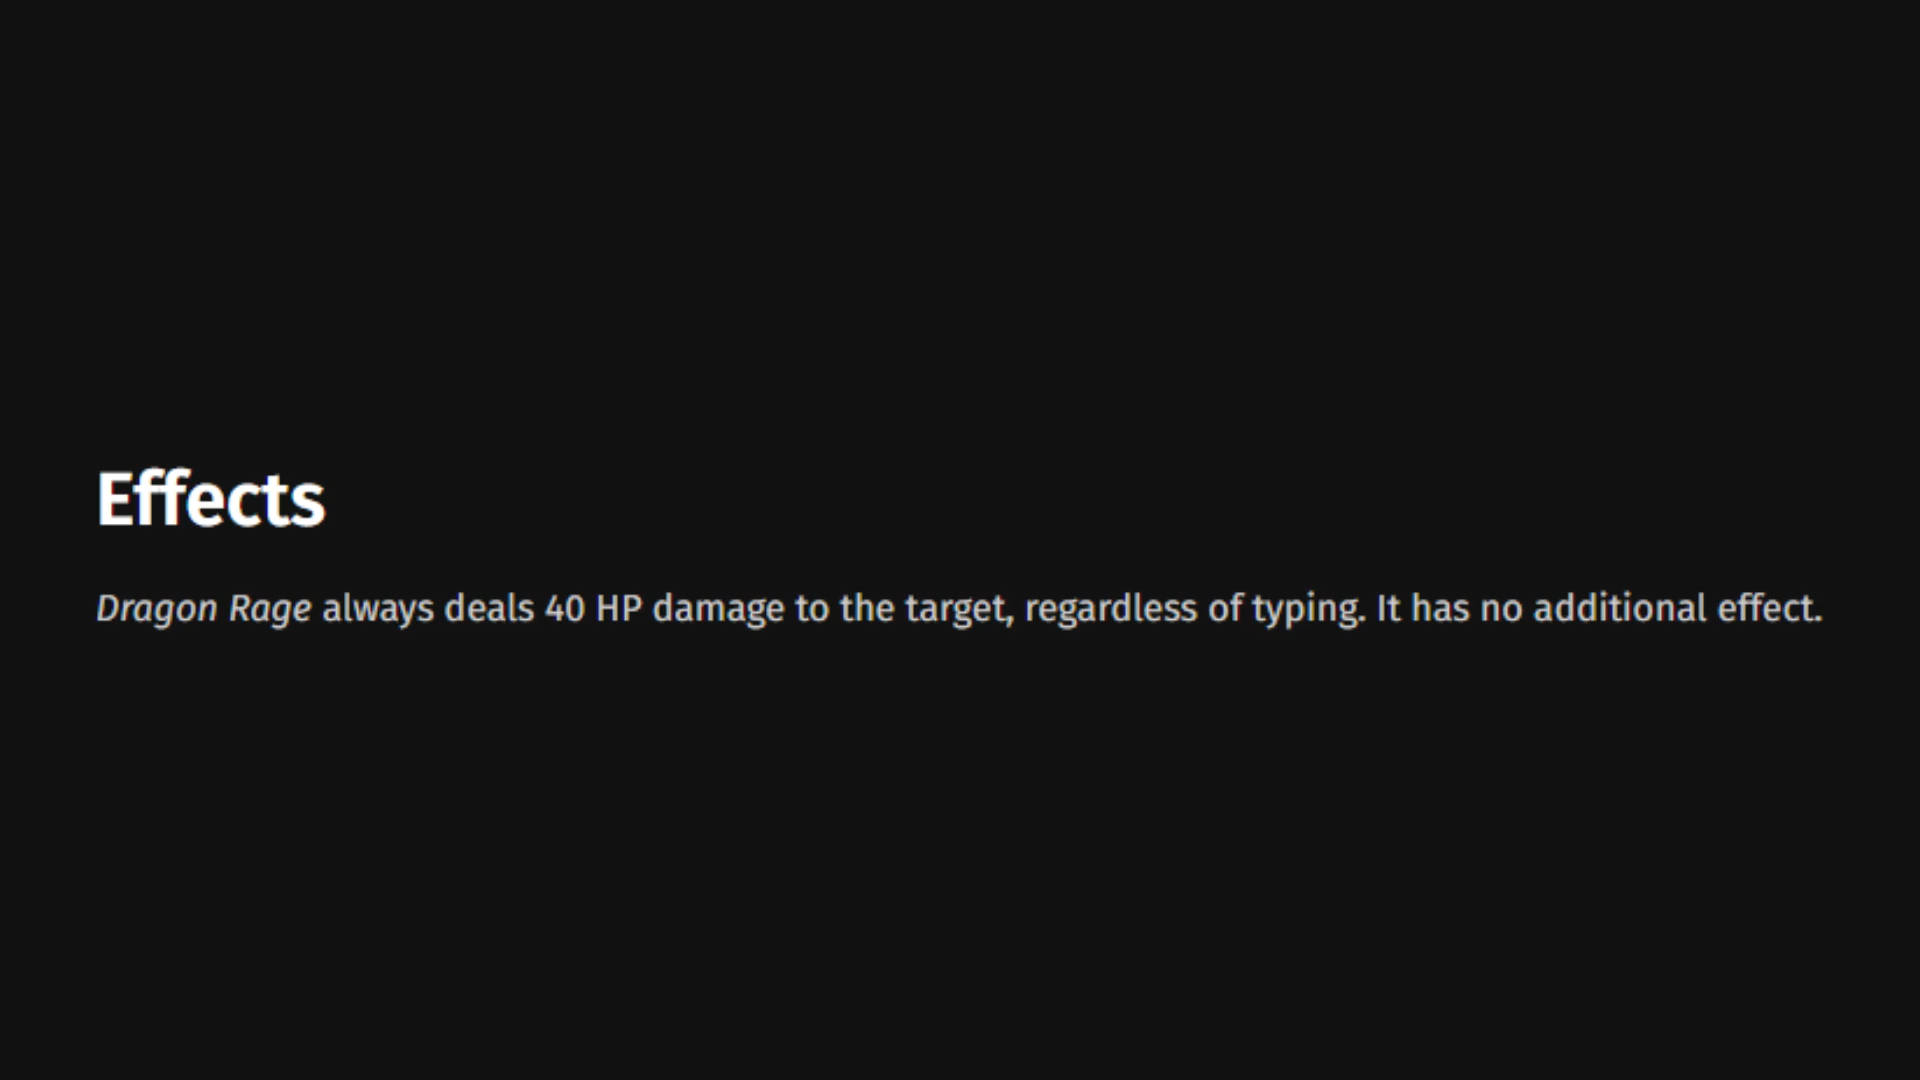 Effects
Dragon Rage always deals 40 HP damage to the target, regardless of typing. It has no additional effect.